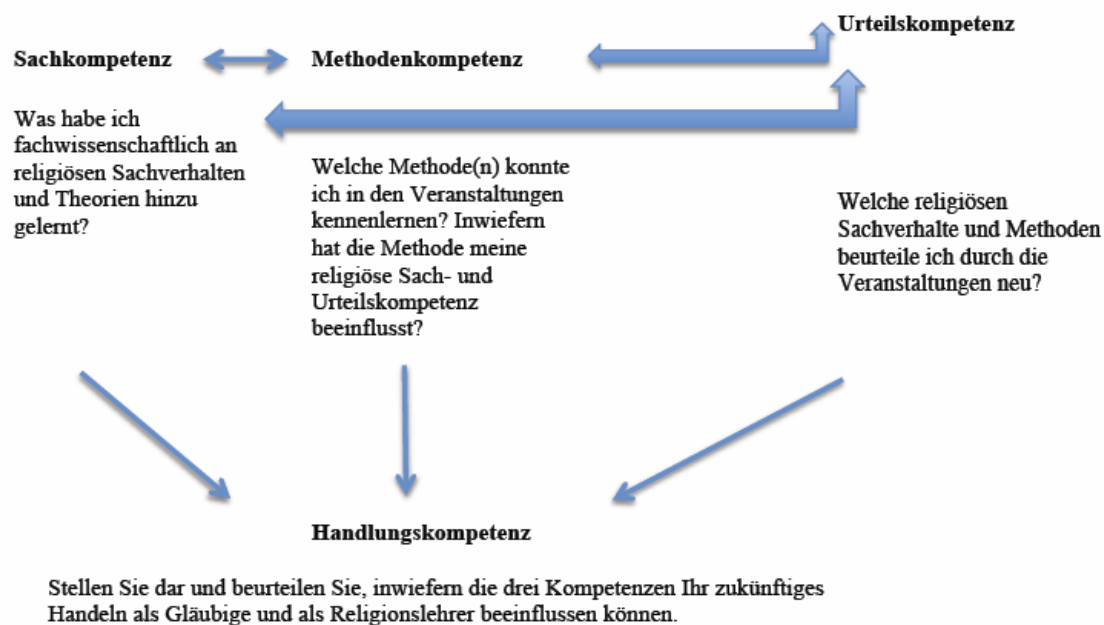 Urteilskompetenz
Sachkompetenz
Methodenkompetenz
Was habe ich
fachwissenschaftlich an
religiösen Sachverhalten
und Theorien hinzu
gelernt?
Welche Methode(n) konnte
ich in den Veranstaltungen
kennenlernen? Inwiefern
hat die Methode meine
religiöse Sach- und
Urteilskompetenz
beeinflusst?
Welche religiösen
Sachverhalte und Methoden
beurteile ich durch die
Veranstaltungen neu?
Handlungskompetenz
Stellen Sie dar und beurteilen Sie, inwiefern die drei Kompetenzen Ihr zukünftiges
Handeln als Gläubige und als Religionslehrer beeinflussen können.